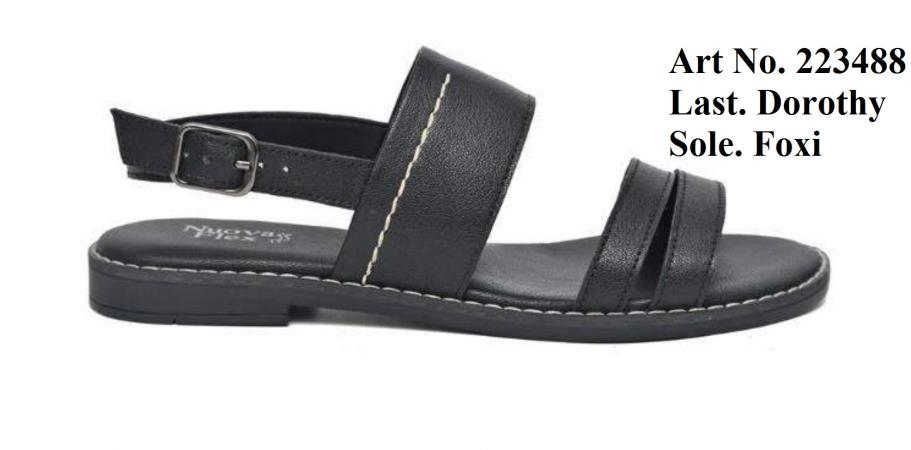 Art No. 223488
Last. Dorothy
Sole. Foxi
Nuova
Flex